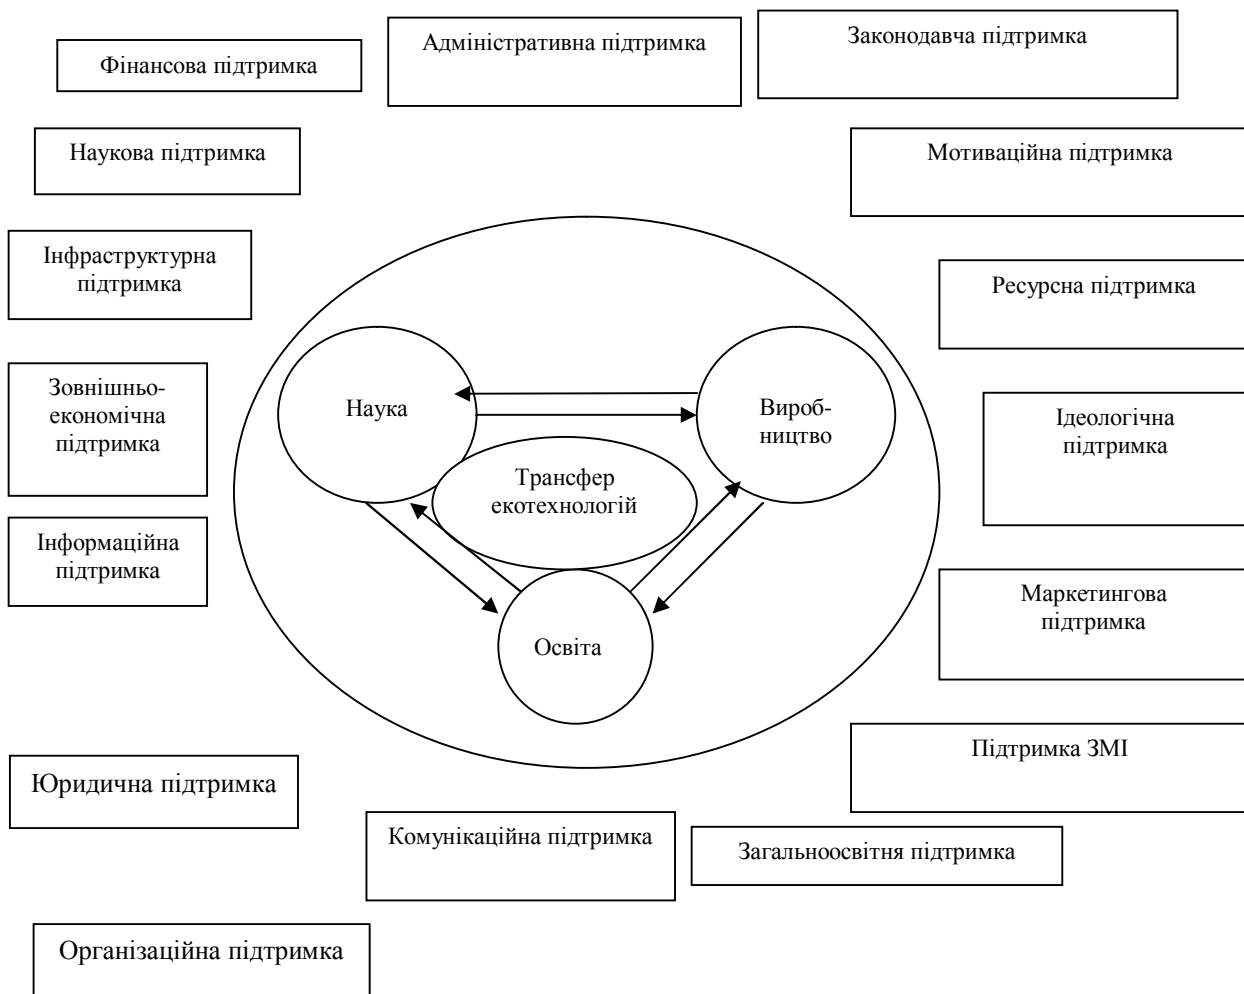 Адміністративна підтримка
Законодавча підтримка
Фінансова підтримка
Наукова підтримка
Мотиваційна підтримка
Інфраструктурна
підтримка
Ресурсна підтримка
Зовнішньо-
економічна
підтримка
Наука
Вироб-
ництво
Ідеологічна
підтримка
Трансфер
екотехнологій
Інформаційна
підтримка
Маркетингова
підтримка
Освіта
Підтримка ЗМІ
Юридична підтримка
Комунікаційна підтримка
Загальноосвітня підтримка
Організаційна підтримка